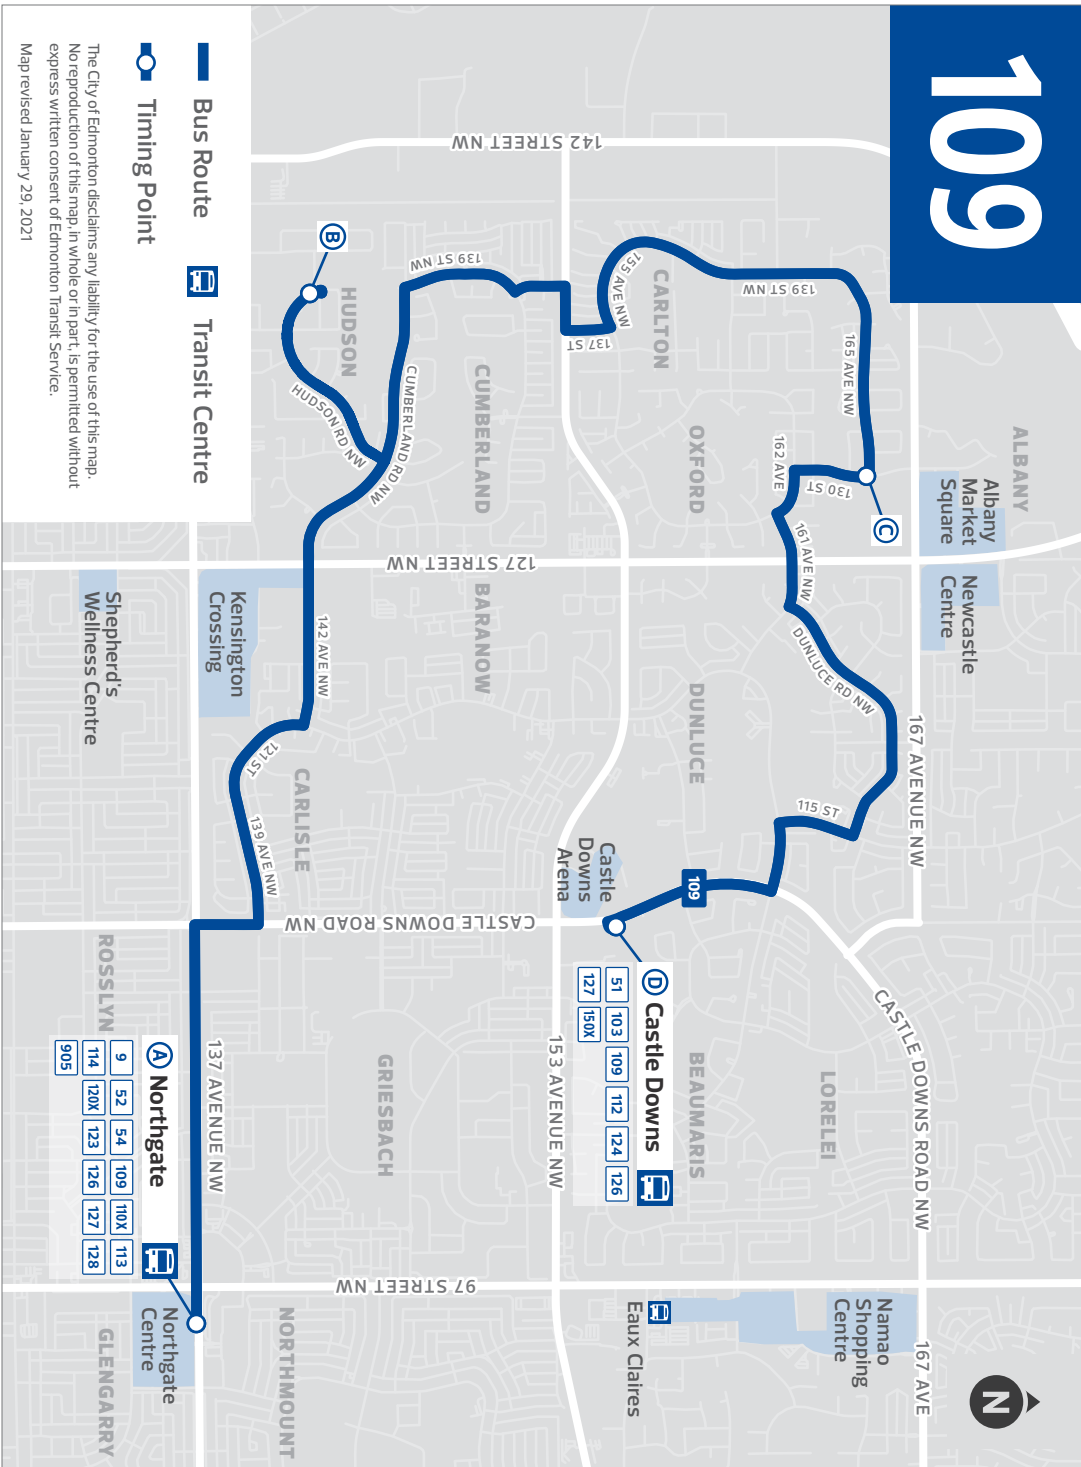 109
142 STREET NW
139 ST NW
165 AVE NW
155 AVE NW
137 ST
139 ST NW
CARLTON
OXFORD
ALBANY
Albany
Market
Square
Newcastle
Centre
162 AVE
130 ST
C
161 AVE NW
DUNLUCE RD NW
DUNLUCE
115 ST
167 AVENUE NW
127 STREET NW
CUMBERLAND
CUMBERLAND RD NW
HUDSON
HUDSON RD NW
B
BARANOW
142 AVE NW
Kensington
Crossing
Shepherd's
Wellness Centre
121 ST
CARLISLE
139 AVE NW
CASTLE DOWNS ROAD NW
Castle
Downs
Arena
109
D Castle Downs
51 103 109 112 124 126
127 150X
CASTLE DOWNS ROAD NW
LORELEI
BEAUMARIS
153 AVENUE NW
GRIESBACH
137 AVENUE NW
ROSSLYN
A Northgate
9 52 54 109 110X 113
114 120X 123 126 127 128
905
97 STREET NW
Eaux Claires
Namao
Shopping
Centre
167 AVE
Northgate
Centre
NORTHMOUNT
GLENGARRY
N
Bus Route
Transit Centre
Timing Point
The City of Edmonton disclaims any liability for the use of this map.
No reproduction of this map, in whole or in part, is permitted without
express written consent of Edmonton Transit Service.
Map revised January 29, 2021